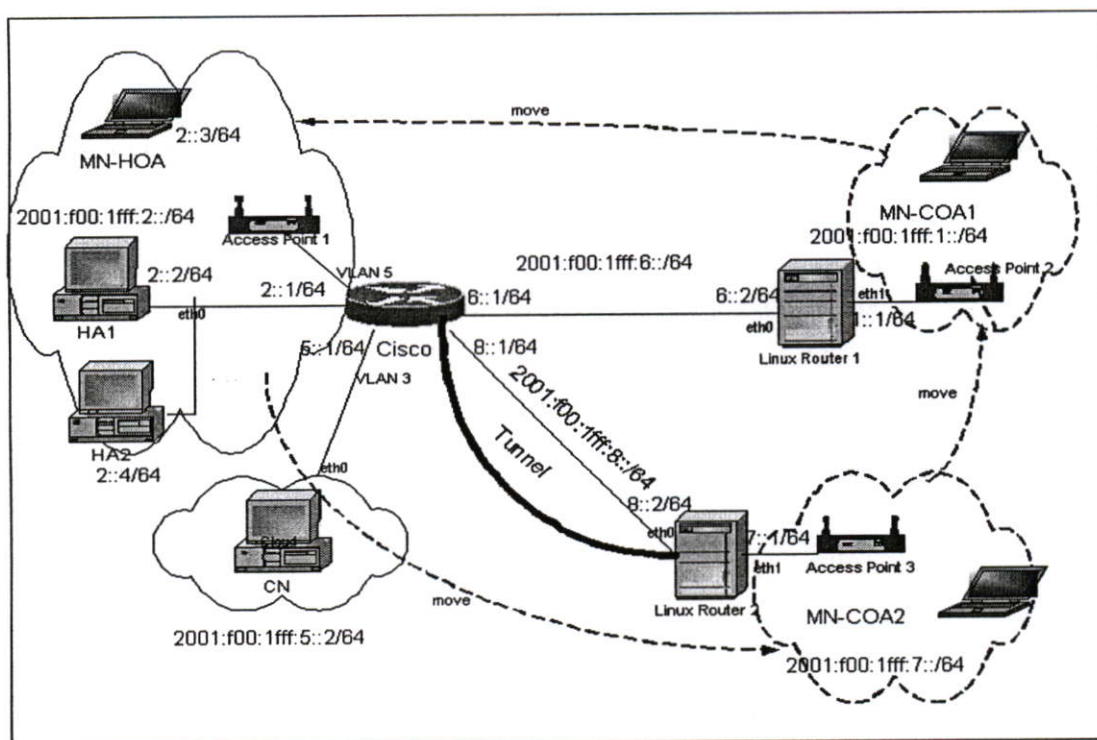 move
2::3/64
MN-HOA
MN-COA1
2001:f00:1fff:2::/64
2001:f00:1fff:1::/64
Access Point 1
Access Point 2
2::2/64
VLAN 5
2001:f00:1fff:6::/64
2::1/64
6::1/64
6::2/64
eth1
eth0
eth0
1::1/64
HA1
Linux Router 1
5::1/64
Cisco
8::1/64
VLAN 3
2001:f00:1fff:8::/64
move
Tunnel
HA2
2::4/64
eth0
8::2/64
eth0
7::1/64
Cloud
eth1
Access Point 3
CN
move
Linux Router 2
MN-COA2
2001:f00:1fff:5::2/64
2001:f00:1fff:7::/64